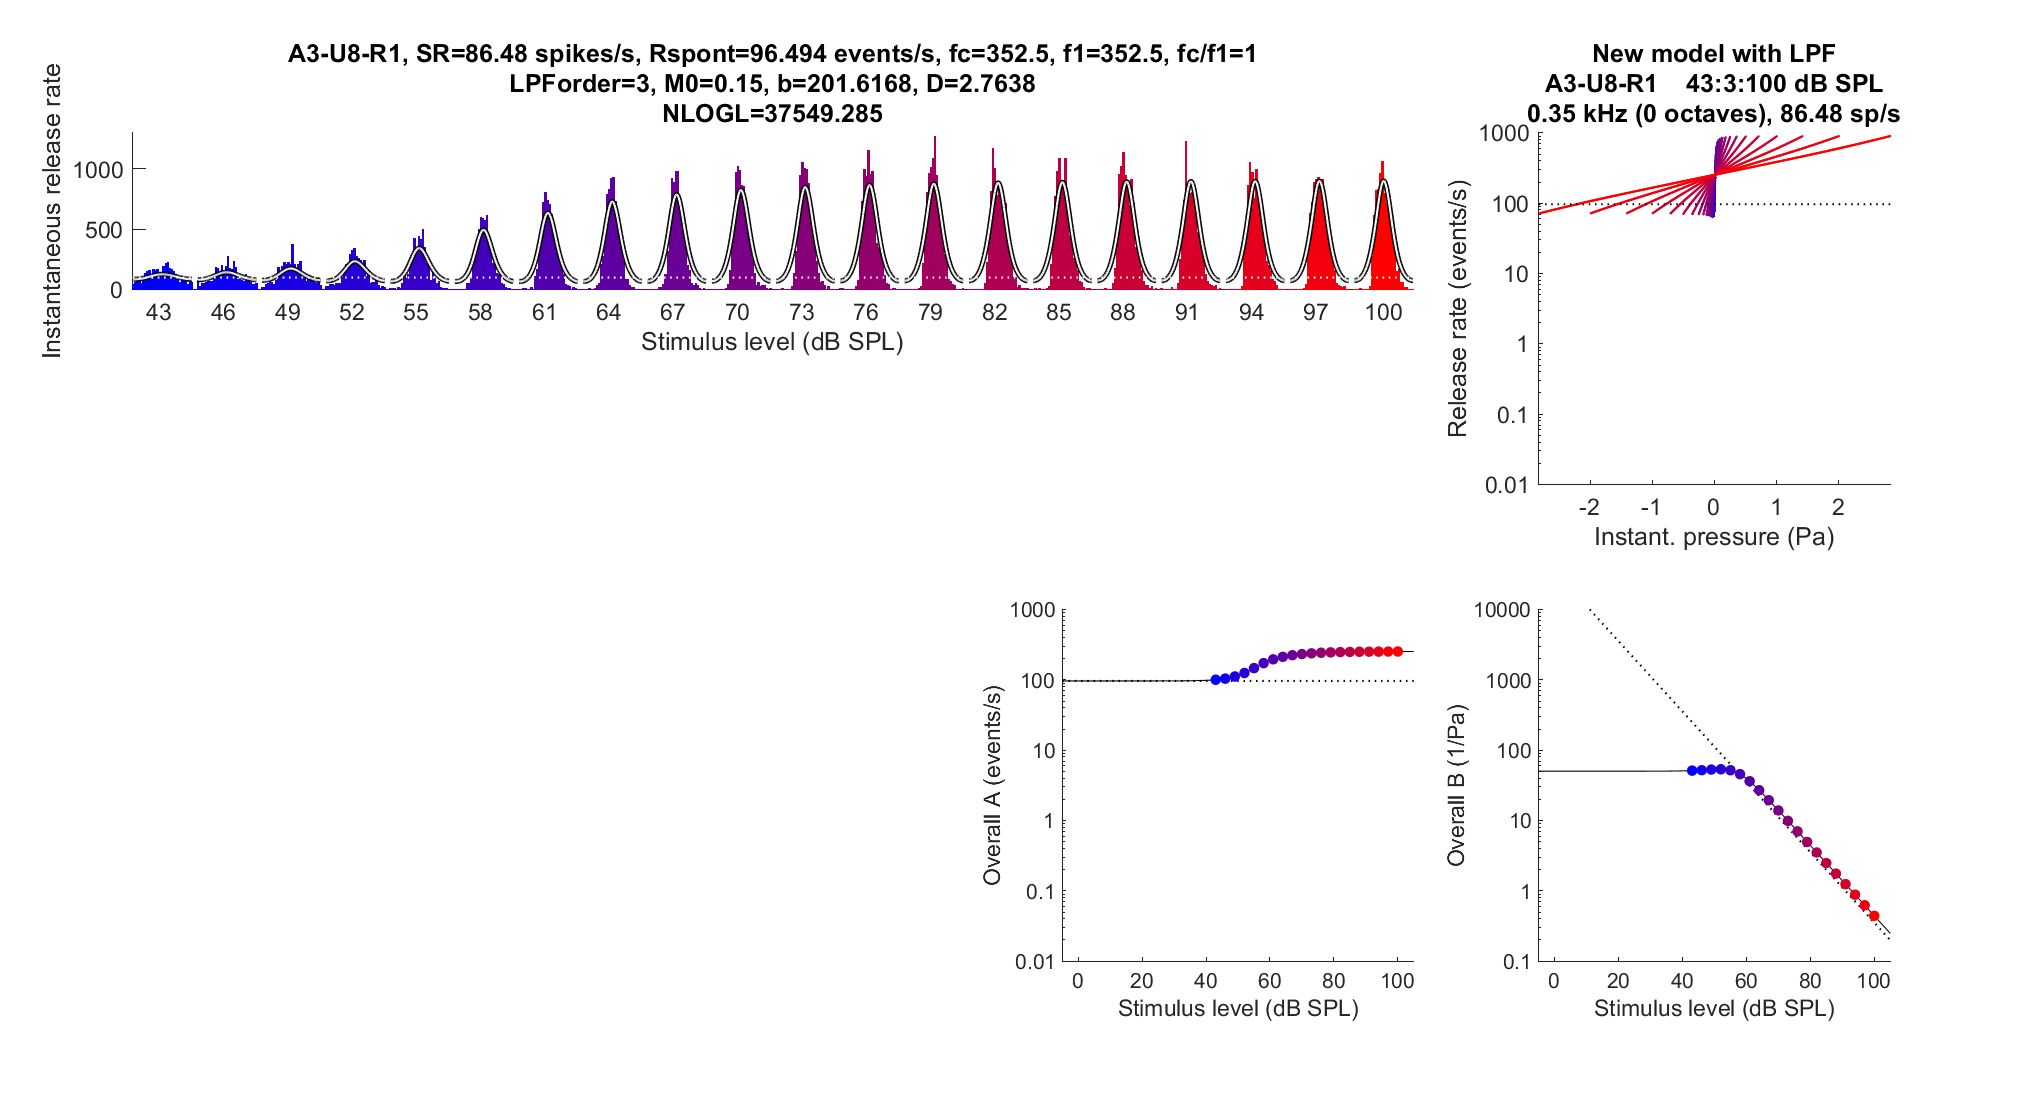 A3-U8-R1, SR=86.48 spikes/s, Rspont=96.494 events/s, fc=352.5, f1=352.5, fc/f1=1
LPForder=3, M0=0.15, b=201.6168, D=2.7638
NLOGL=37549.285
Instantaneous release rate
1000
500
0
43 46 49 52 55 58 61 64 67 70 73 76 79 82 85 88 91 94 97 100
Stimulus level (dB SPL)
New model with LPF
A3-U8-R1 43:3:100 dB SPL
0.35 kHz (0 octaves), 86.48 sp/s
Release rate (events/s)
1000
100
10
1
0.1
0.01
-2 -1 0 1 2
Instant. pressure (Pa)
Overall A (events/s)
1000
100
10
1
0.1
0.01
0 20 40 60 80 100
Stimulus level (dB SPL)
Overall B (1/Pa)
10000
1000
100
10
1
0.1
0 20 40 60 80 100
Stimulus level (dB SPL)